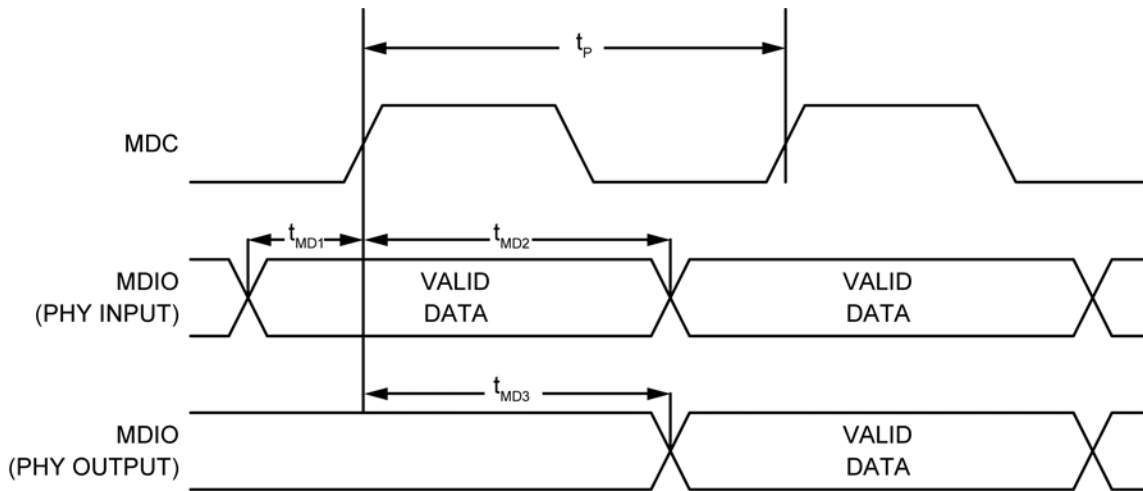 tP
MDC
tMD1
tMD2
MDIO
(PHY INPUT)
VALID
DATA
VALID
DATA
tMD3
MDIO
(PHY OUTPUT)
VALID
DATA